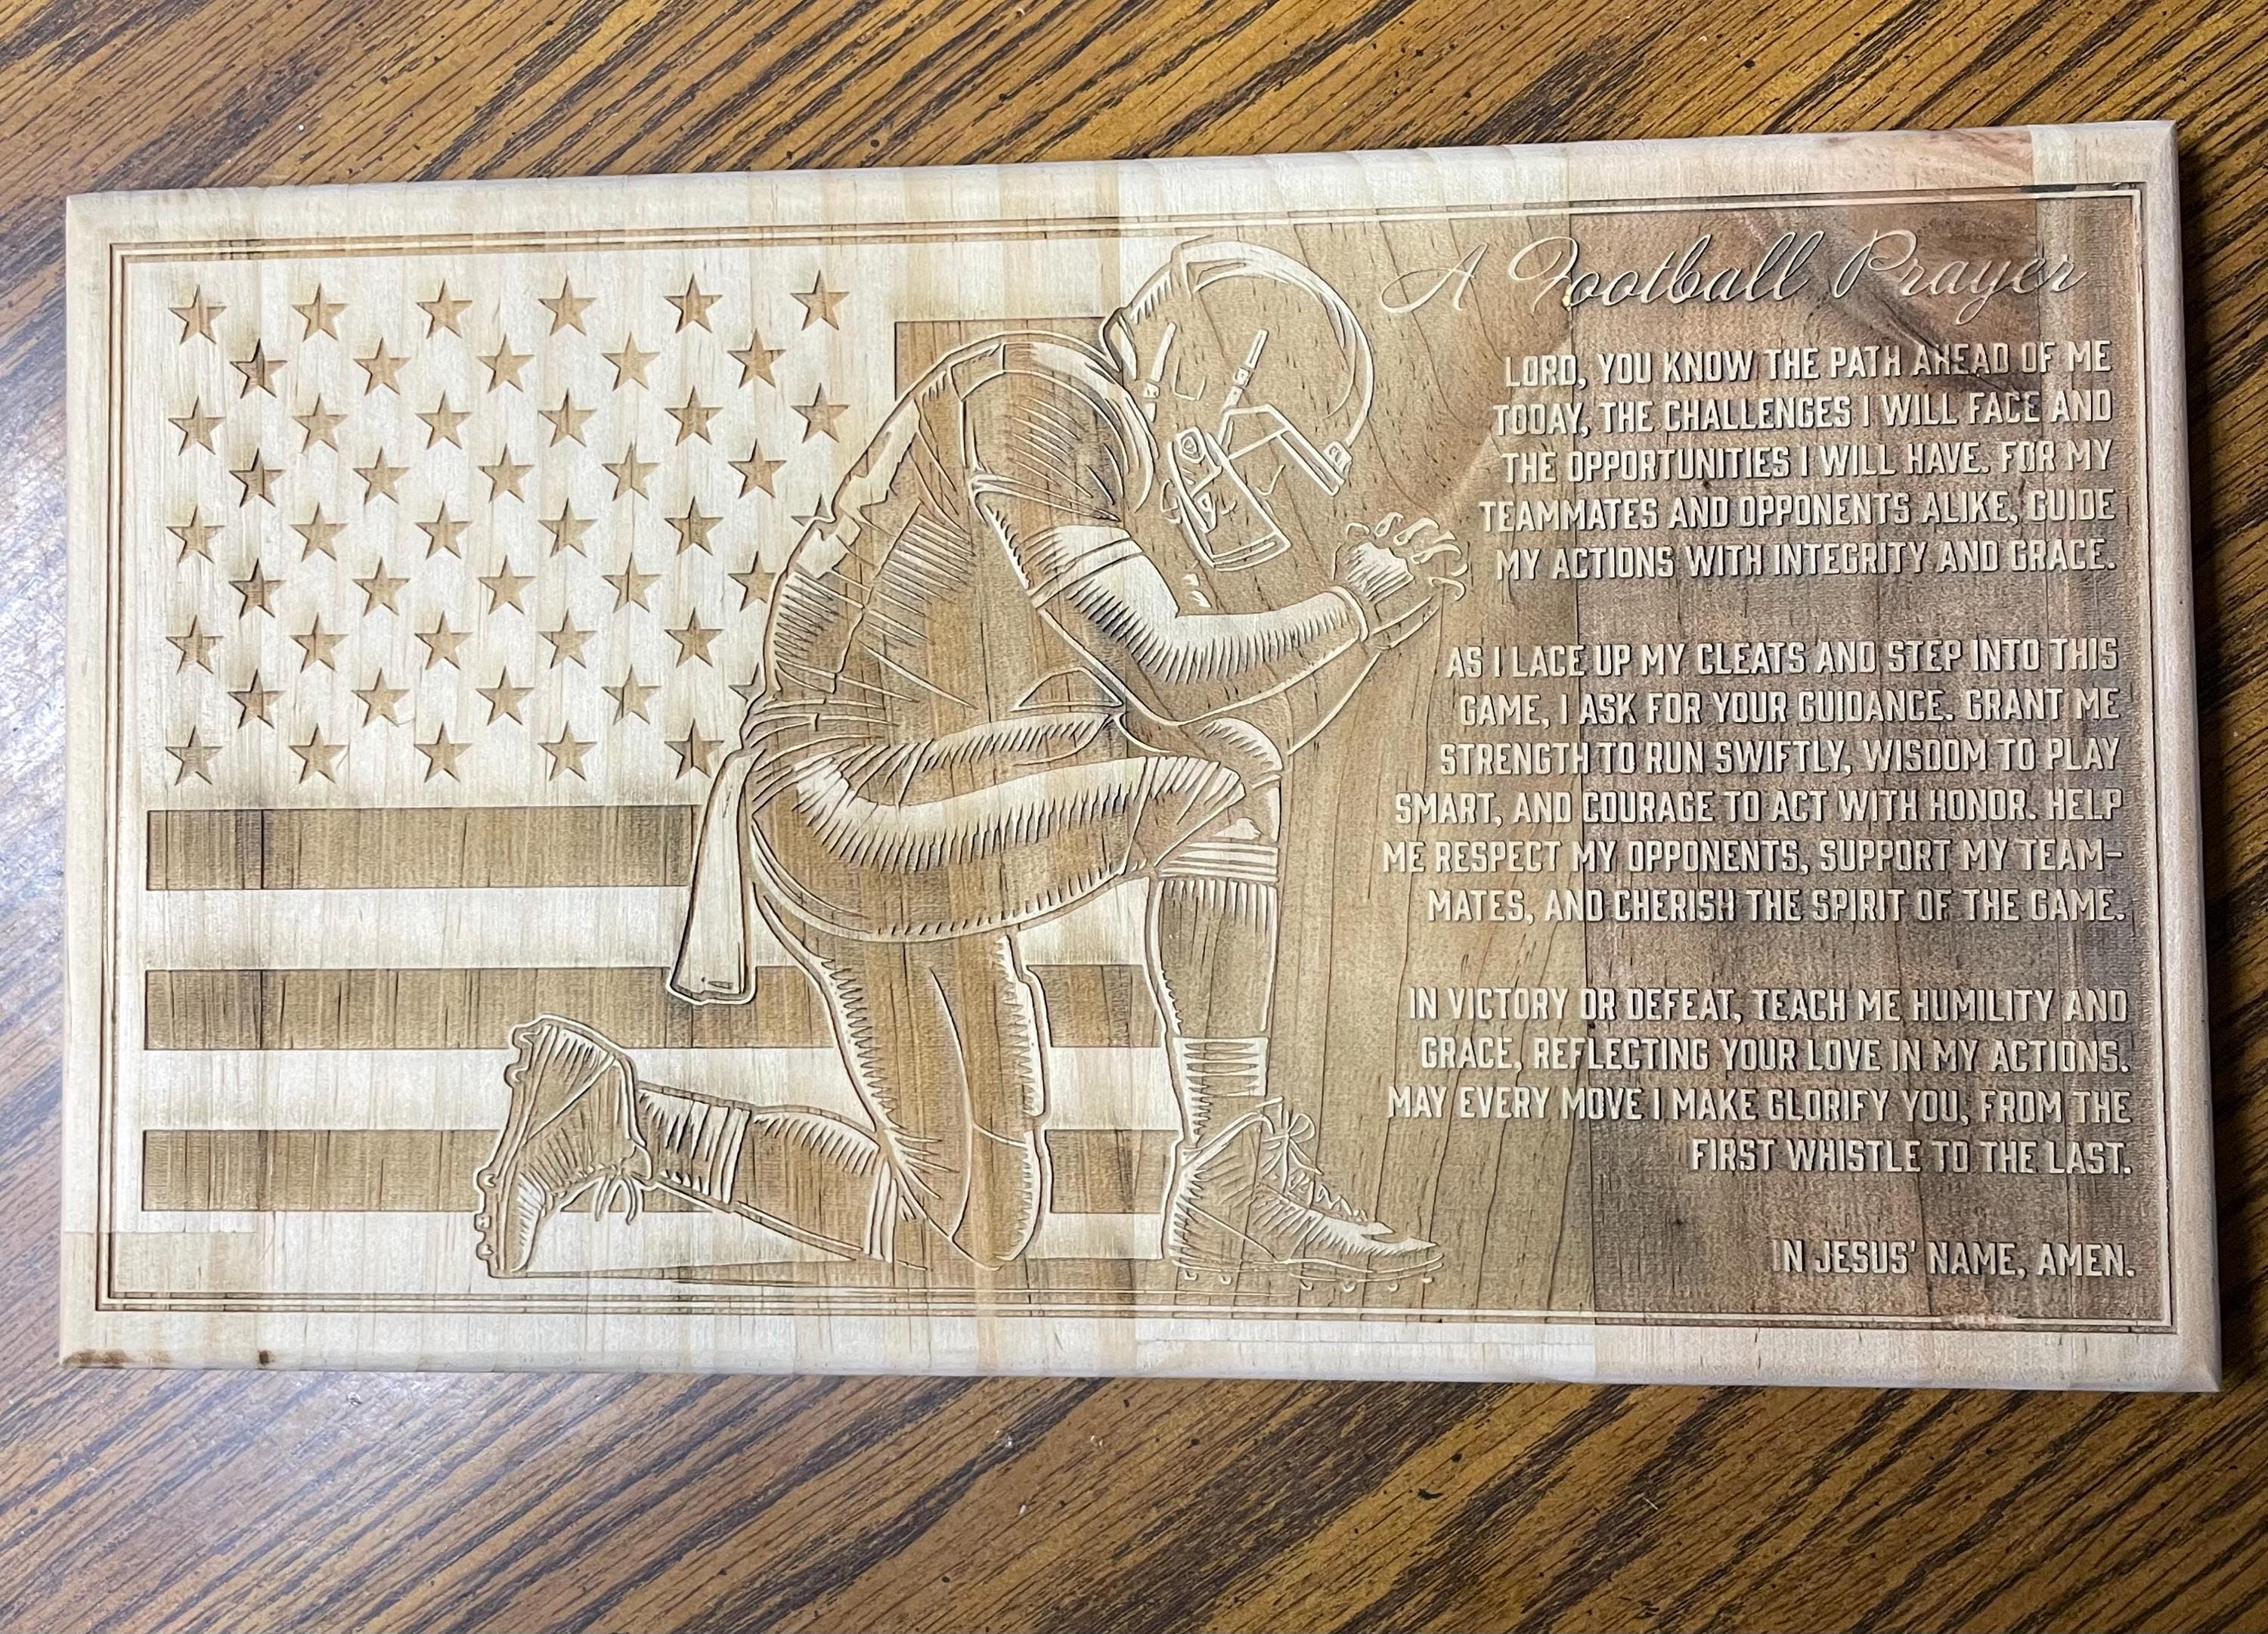 A Football Prayer
LORD, YOU KNOW THE PATH AHEAD OF ME
TODAY, THE CHALLENGES I WILL FACE AND
THE OPPORTUNITIES I WILL HAVE. FOR MY
TEAMMATES AND OPPONENTS ALIKE, GUIDE
MY ACTIONS WITH INTEGRITY AND GRACE.
AS I LACE UP MY CLEATS AND STEP INTO THIS
GAME, I ASK FOR YOUR GUIDANCE. GRANT ME
STRENGTH TO RUN SWIFTLY, WISDOM TO PLAY
SMART, AND COURAGE TO ACT WITH HONOR. HELP
ME RESPECT MY OPPONENTS, SUPPORT MY TEAM-
MATES, AND CHERISH THE SPIRIT OF THE GAME.
IN VICTORY OR DEFEAT, TEACH ME HUMILITY AND
GRACE, REFLECTING YOUR LOVE IN MY ACTIONS.
MAY EVERY MOVE I MAKE GLORIFY YOU, FROM THE
FIRST WHISTLE TO THE LAST.
IN JESUS' NAME, AMEN.